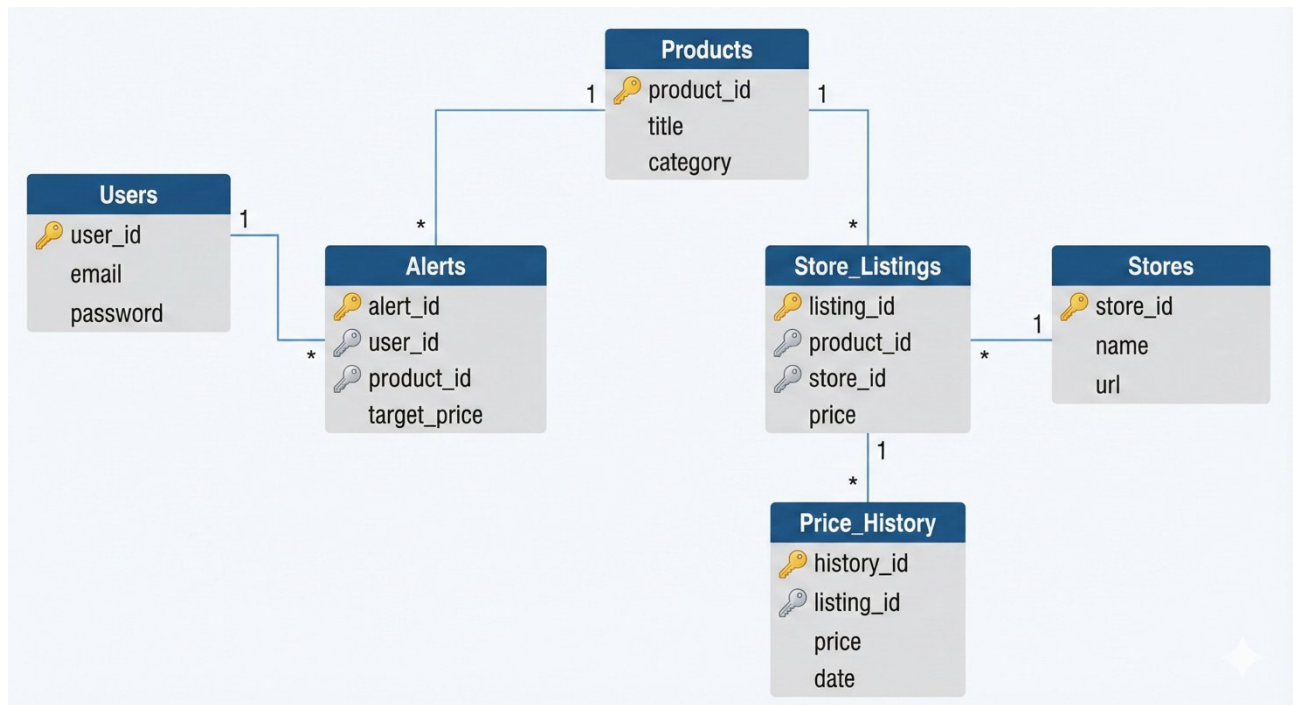 Products
product_id
title
category
1
1
*
*
Users
user_id
email
password
1
*
Alerts
alert_id
user_id
product_id
target_price
Store_Listings
listing_id
product_id
store_id
price
*
1
Stores
store_id
name
url
1
*
Price_History
history_id
listing_id
price
date